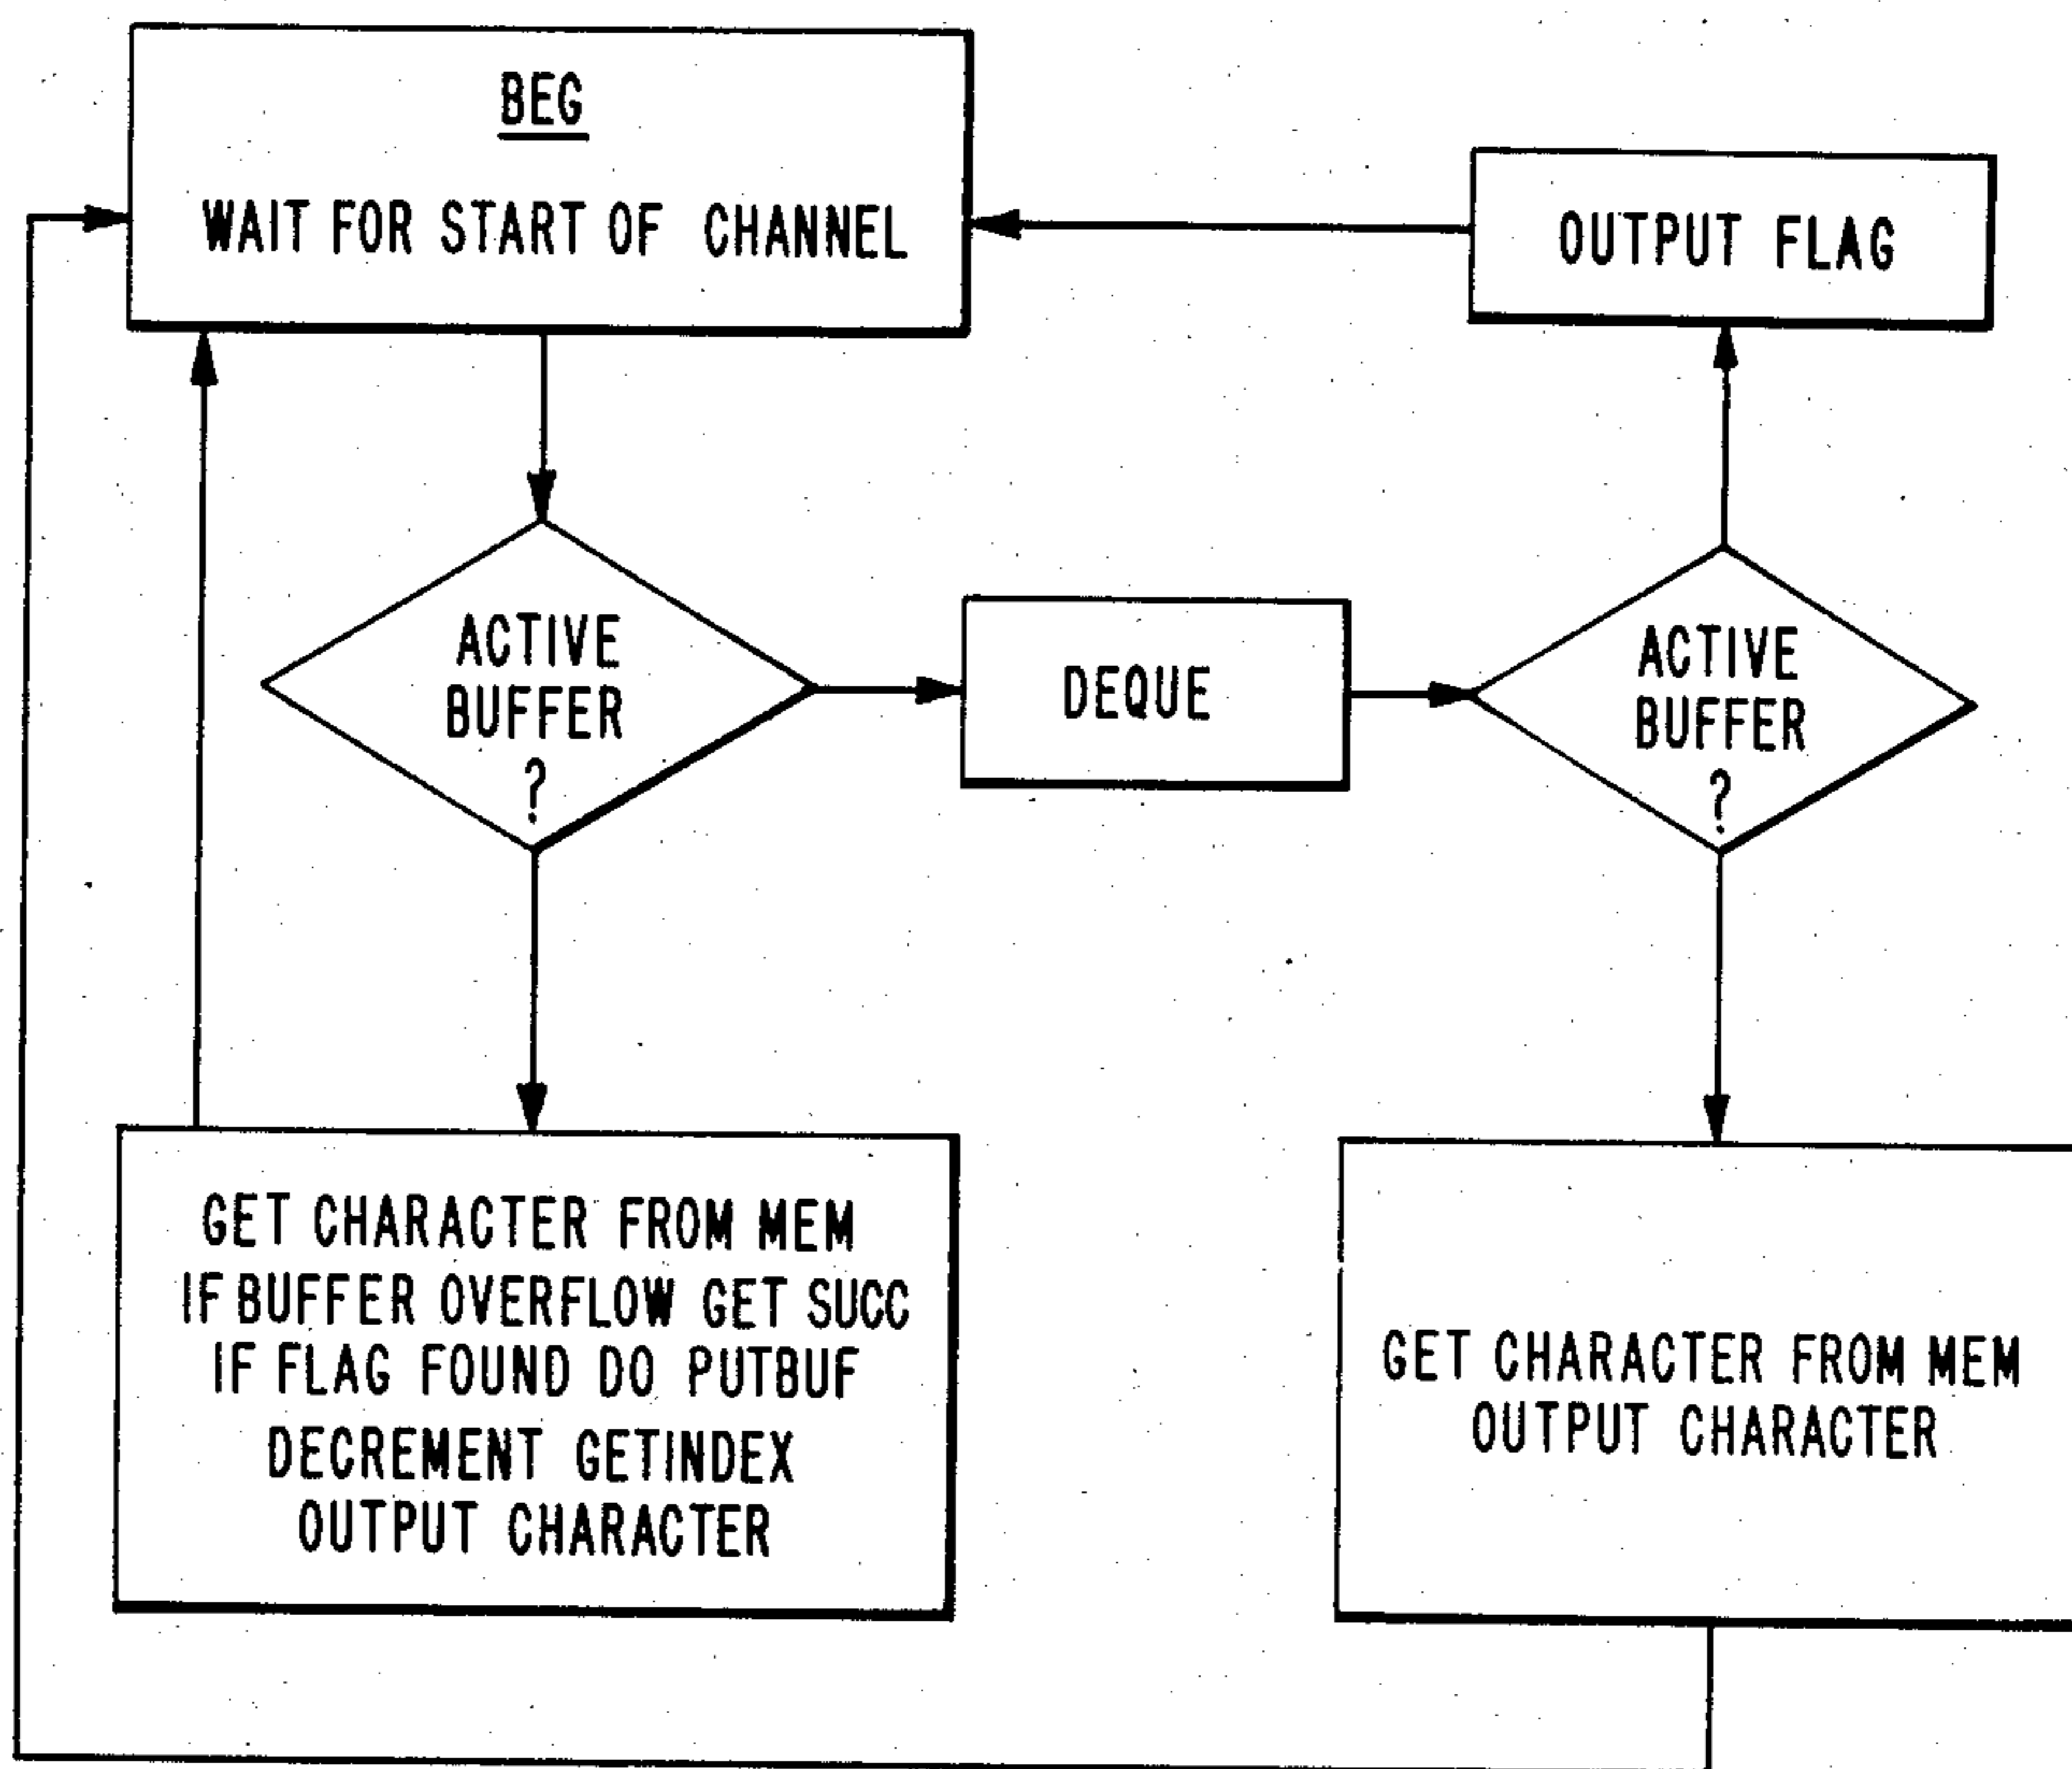 BEG
WAIT FOR START OF CHANNEL
OUTPUT FLAG
ACTIVE
BUFFER
?
DEQUE
ACTIVE
BUFFER
?
GET CHARACTER FROM MEM
IF BUFFER OVERFLOW GET SUCC
IF FLAG FOUND DO PUTBUF
DECREMENT GETINDEX
OUTPUT CHARACTER
GET CHARACTER FROM MEM
OUTPUT CHARACTER